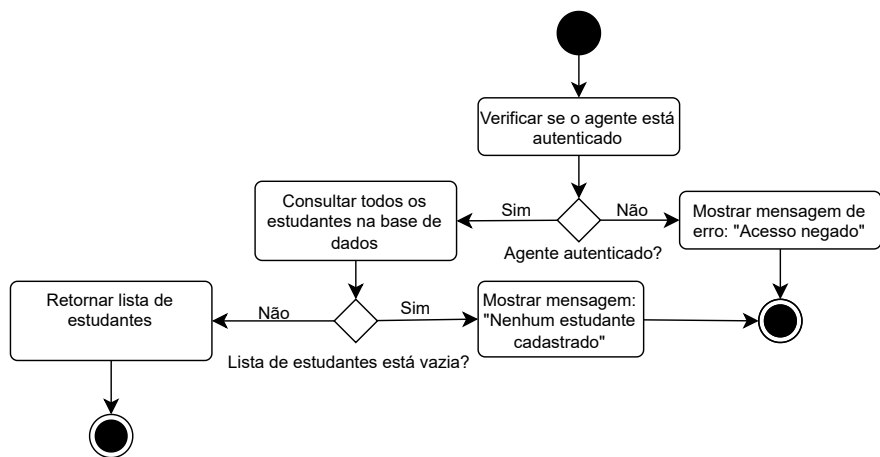 Verificar se o agente está
autenticado
Sim
Não
Agente autenticado?
Consultar todos os
estudantes na base de
dados
Mostrar mensagem de
erro: "Acesso negado"
Não
Sim
Lista de estudantes está vazia?
Retornar lista de
estudantes
Mostrar mensagem:
"Nenhum estudante
cadastrado"